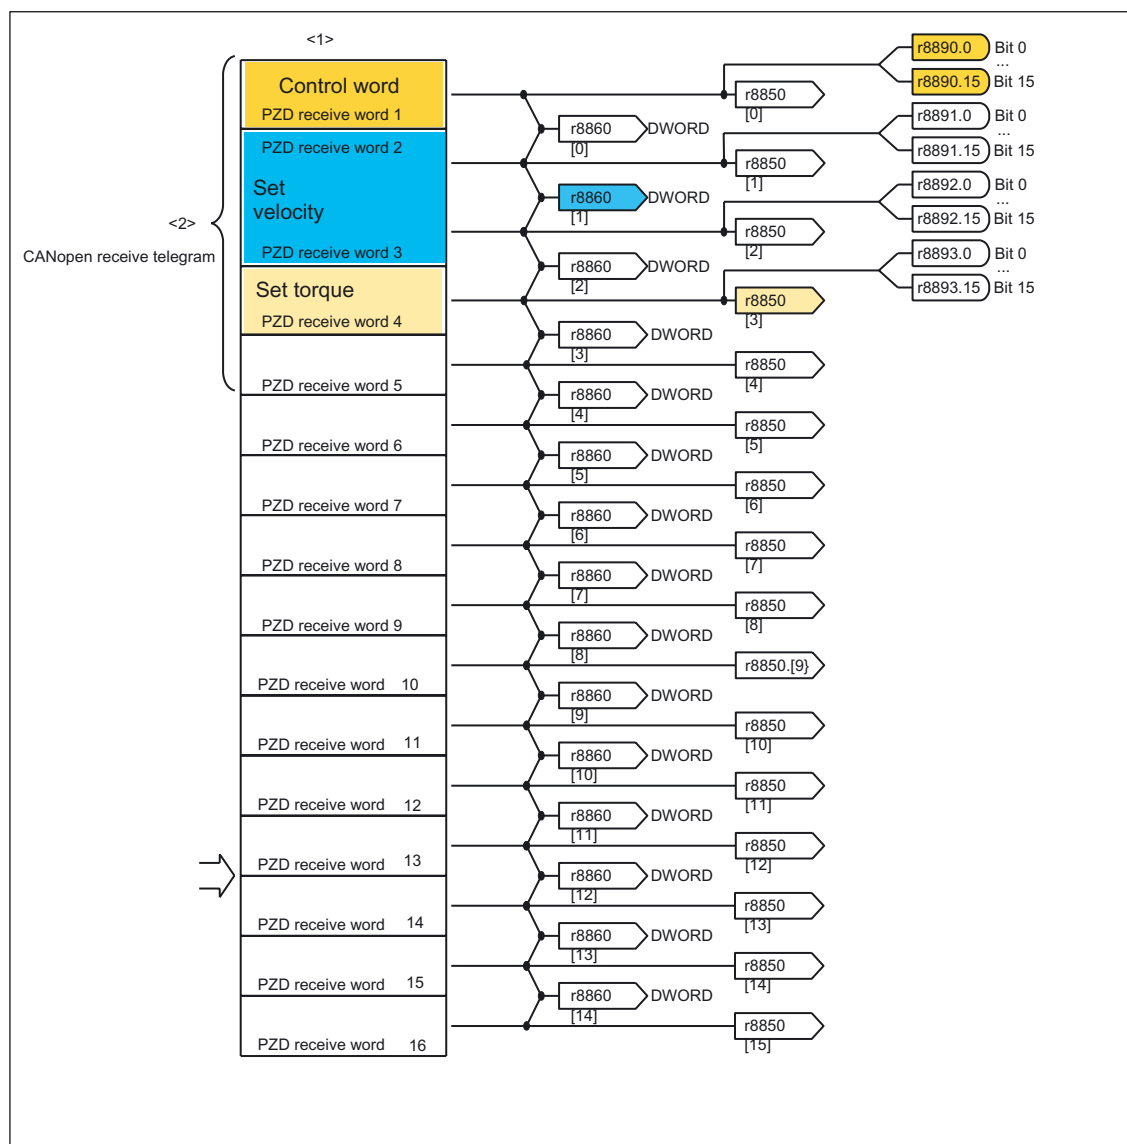 <1>
r8890.0 Bit 0
...
r8890.15 Bit 15
Control word
PZD receive word 1
r8850
[0]
r8891.0 Bit 0
...
r8860 DWORD
[0]
PZD receive word 2
r8891.15 Bit 15
r8850
[1]
r8892.0 Bit 0
...
Set
velocity
r8860 DWORD
[1]
<2>
r8892.15 Bit 15
r8850
[2]
PZD receive word 3
CANopen receive telegram
r8893.0 Bit 0
...
r8860 DWORD
[2]
Set torque
r8893.15 Bit 15
r8850
[3]
PZD receive word 4
r8860 DWORD
[3]
r8850
[4]
PZD receive word 5
r8860 DWORD
[4]
r8850
[5]
PZD receive word 6
r8860 DWORD
[5]
r8850
[6]
PZD receive word 7
r8860 DWORD
[6]
r8850
[7]
PZD receive word 8
r8860 DWORD
[7]
r8850
[8]
PZD receive word 9
r8860 DWORD
[8]
r8850.[9}
PZD receive word 10
r8860 DWORD
[9]
r8850
[10]
PZD receive word 11
r8860 DWORD
[10]
r8850
[11]
PZD receive word 12
r8860 DWORD
[11]
r8850
[12]
PZD receive word 13
r8860 DWORD
[12]
r8850
[13]
PZD receive word 14
r8860 DWORD
[13]
r8850
[14]
PZD receive word 15
r8860 DWORD
[14]
r8850
[15]
PZD receive word 16